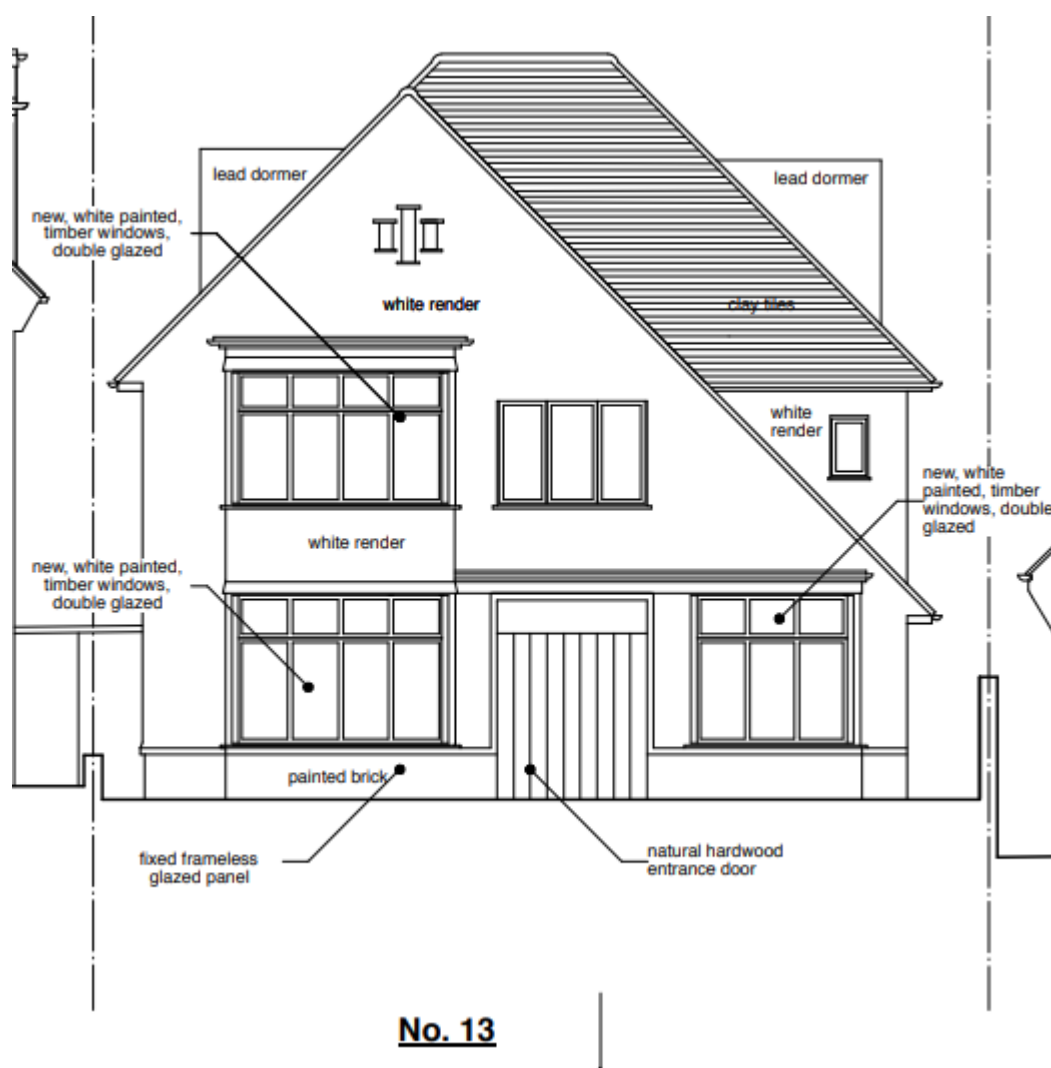 lead dormer
lead dormer
new, white painted,
timber windows,
double glazed
white render
clay tiles
white
render
new, white
painted, timber
windows, double
glazed
white render
new, white painted,
timber windows,
double glazed
painted brick
fixed frameless
glazed panel
natural hardwood
entrance door
No. 13